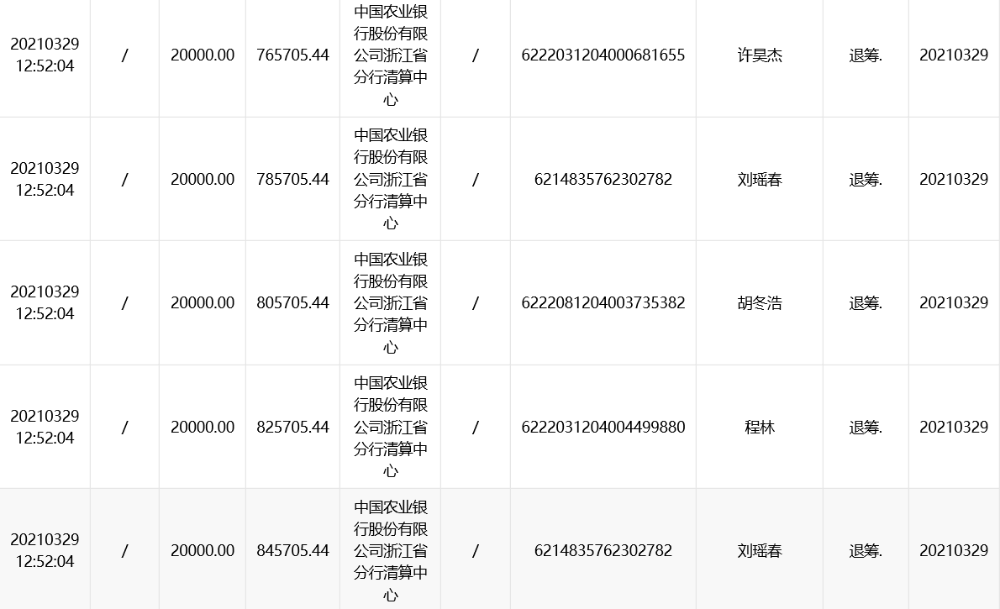 20210329 12:52:04 / 20000.00 765705.44 中国农业银行股份有限公司浙江省分行清算中心 / 6222031204000681655 许昊杰 退筹. 20210329
20210329 12:52:04 / 20000.00 785705.44 中国农业银行股份有限公司浙江省分行清算中心 / 6214835762302782 刘瑶春 退筹. 20210329
20210329 12:52:04 / 20000.00 805705.44 中国农业银行股份有限公司浙江省分行清算中心 / 6222081204003735382 胡冬浩 退筹. 20210329
20210329 12:52:04 / 20000.00 825705.44 中国农业银行股份有限公司浙江省分行清算中心 / 6222031204004499880 程林 退筹. 20210329
20210329 12:52:04 / 20000.00 845705.44 中国农业银行股份有限公司浙江省分行清算中心 / 6214835762302782 刘瑶春 退筹. 20210329